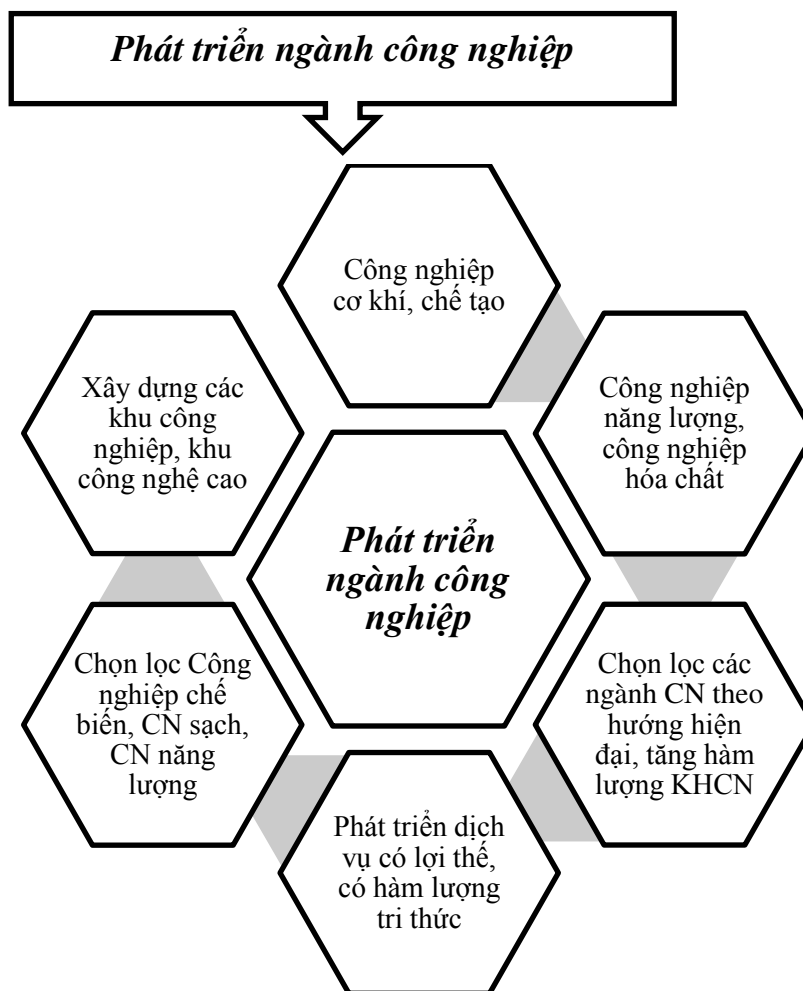 Phát triển ngành công nghiệp
Công nghiệp
cơ khí, chế tạo
Công nghiệp
năng lượng,
công nghiệp
hóa chất
Chọn lọc các
ngành CN theo
hướng hiện
đại, tăng hàm
lượng KHCN
Phát triển dịch
vụ có lợi thế,
có hàm lượng
tri thức
Chọn lọc Công
nghiệp chế
biến, CN sạch,
CN năng
lượng
Xây dựng các
khu công
nghiệp, khu
công nghệ cao
Phát triển
ngành công
nghiệp